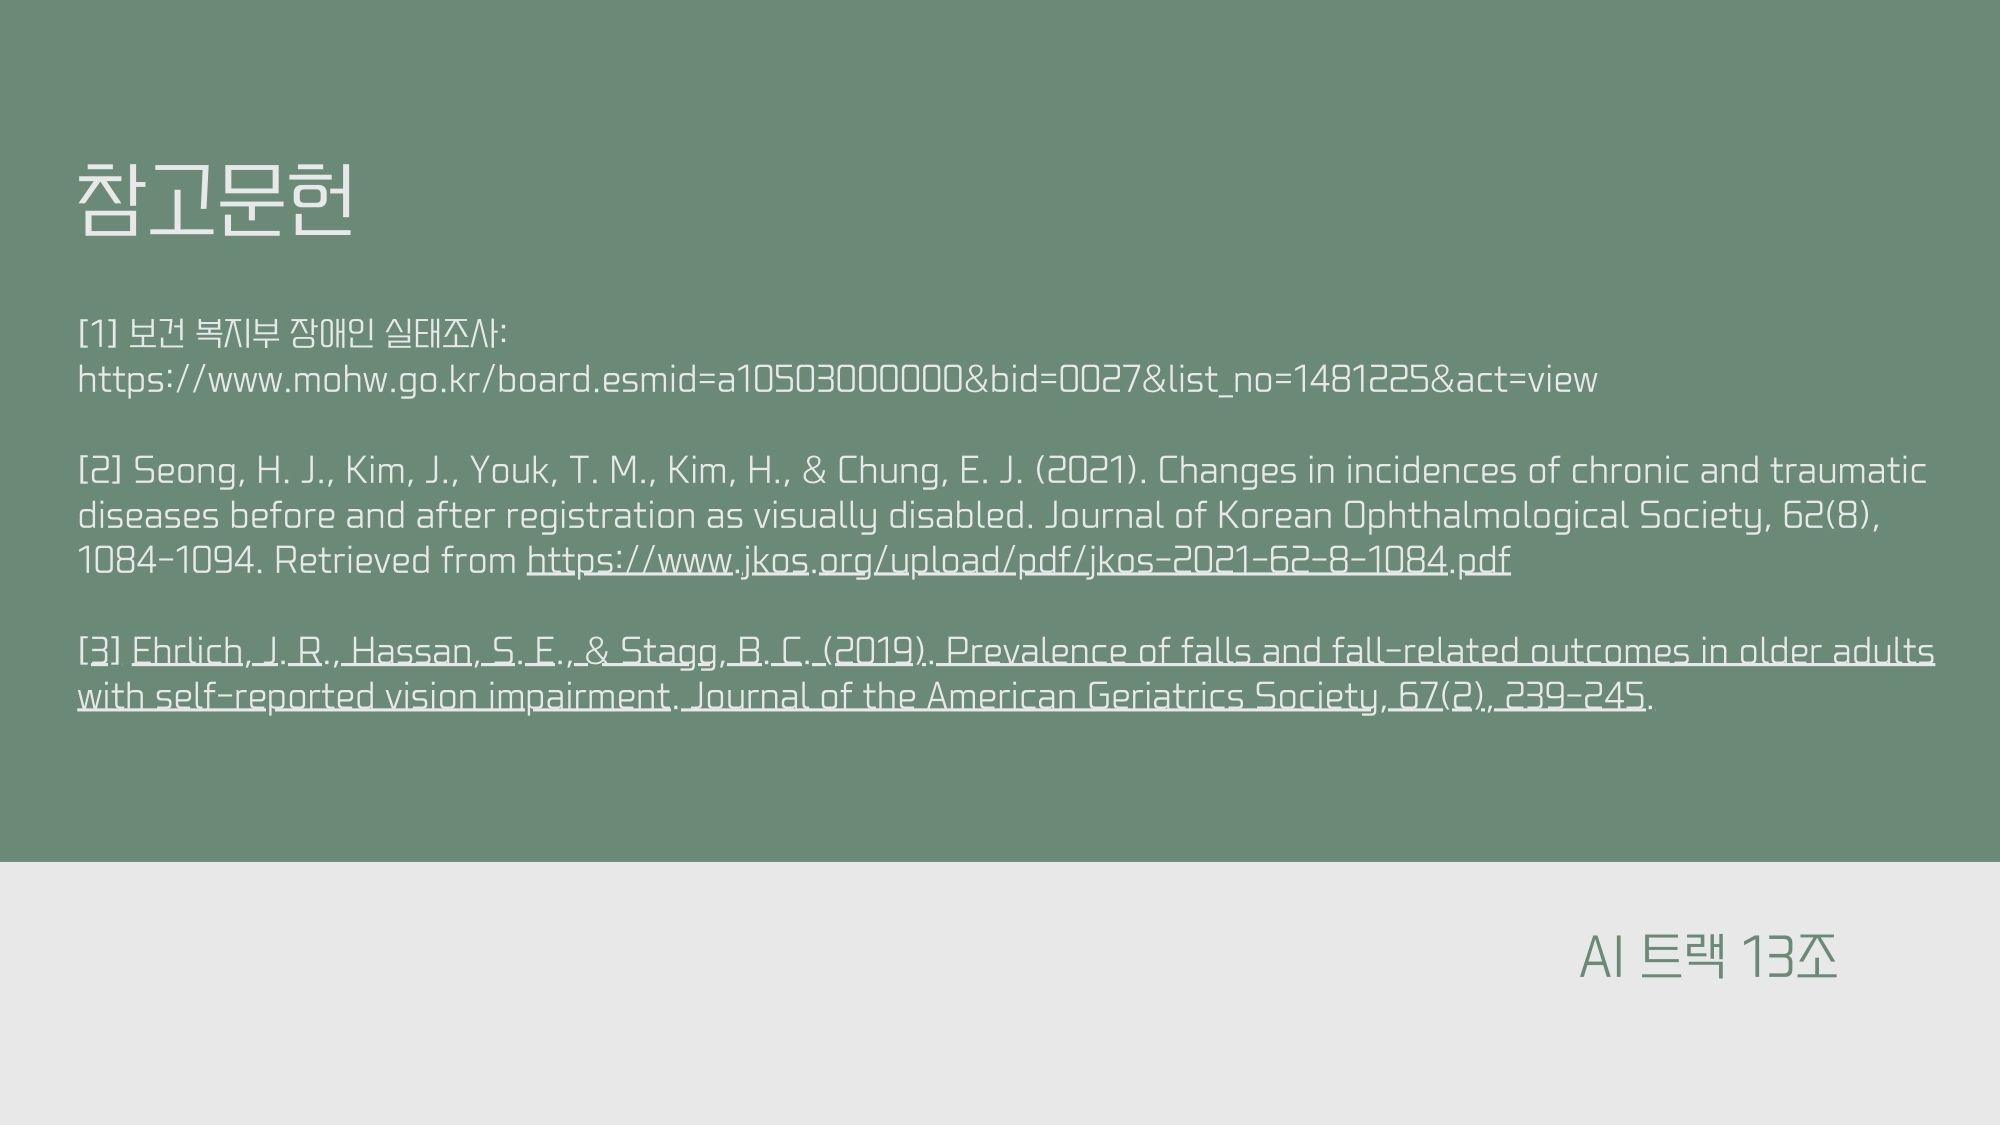 참고문헌
[1] 보건 복지부 장애인 실태조사:
https://www.mohw.go.kr/board.esmid=a10503000000&bid=0027&list_no=1481225&act=view
[2] Seong, H. J., Kim, J., Youk, T. M., Kim, H., & Chung, E. J. (2021). Changes in incidences of chronic and traumatic
diseases before and after registration as visually disabled. Journal of Korean Ophthalmological Society, 62(8),
1084-1094. Retrieved from https://www.jkos.org/upload/pdf/jkos-2021-62-8-1084.pdf
[3] Ehrlich, J. R., Hassan, S. E., & Stagg, B. C. (2019). Prevalence of falls and fall-related outcomes in older adults
with self-reported vision impairment. Journal of the American Geriatrics Society, 67(2), 239-245.
AI 트랙 13조